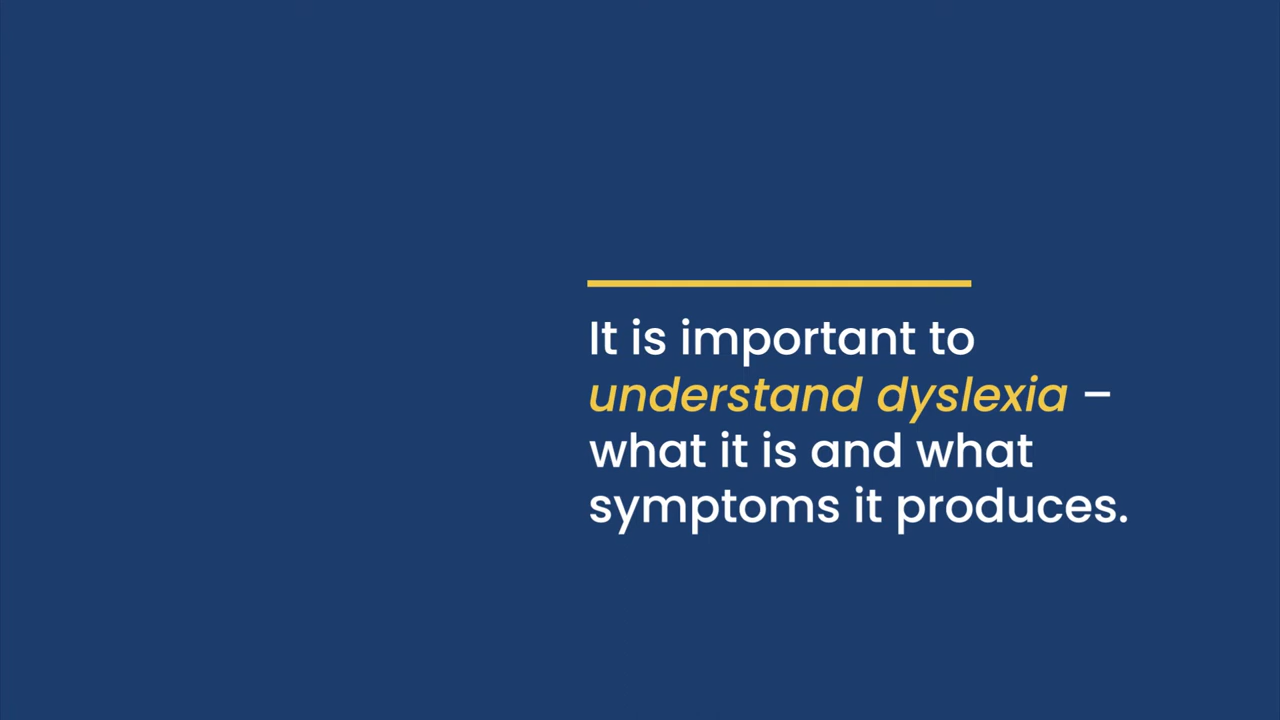 It is important to
understand dyslexia –
what it is and what
symptoms it produces.